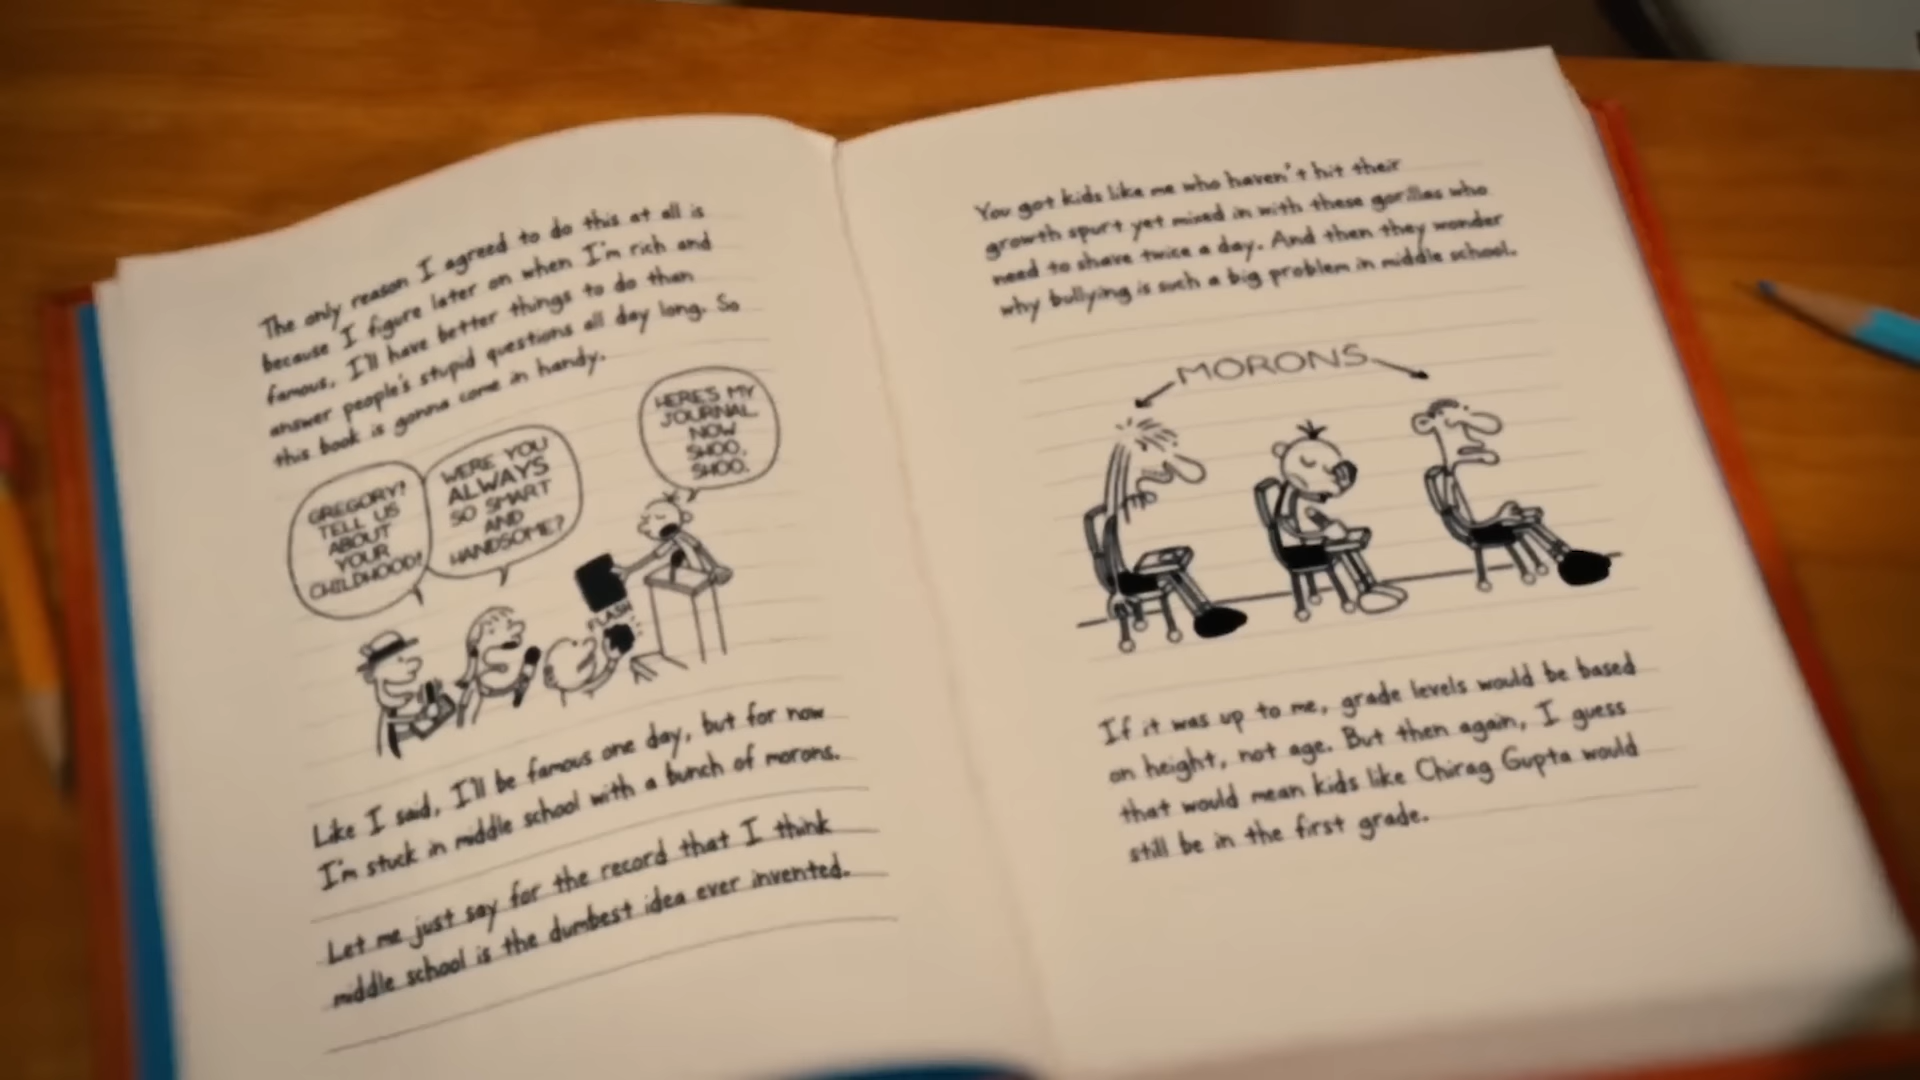 The only reason I agreed to do this at all is
because I figure later on when I'm rich and
famous, I'll have better things to do than
answer people's stupid questions all day long. So
this book is gonna come in handy.
GREGORY!
TELL US
ABOUT
YOUR
CHILDHOOD!
WERE YOU
ALWAYS
SO SMART
AND
HANDSOME?
HERE'S MY
JOURNAL
NOW
SHOO,
SHOO.
FLASH
Like I said, I'll be famous one day, but for now
I'm stuck in middle school with a bunch of morons.
Let me just say for the record that I think
middle school is the dumbest idea ever invented.
You got kids like me who haven't hit their
growth spurt yet mixed in with these gorillas who
need to shave twice a day. And then they wonder
why bullying is such a big problem in middle school.
MORONS
If it was up to me, grade levels would be based
on height, not age. But then again, I guess
that would mean kids like Chirag Gupta would
still be in the first grade.